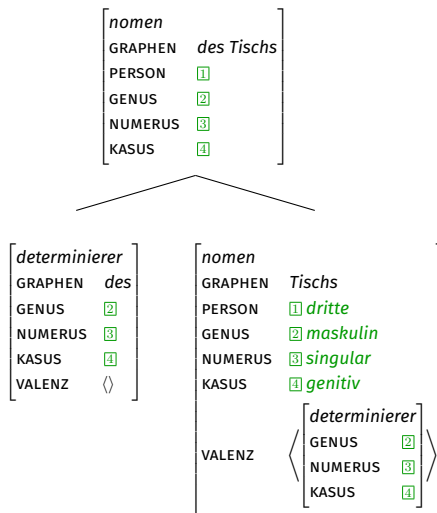 nomen
GRAPHEN des Tischs
PERSON 1
GENUS 2
NUMERUS 3
KASUS 4
determinierer
GRAPHEN des
GENUS 2
NUMERUS 3
KASUS 4
VALENZ ⟨⟩
nomen
GRAPHEN Tischs
PERSON 1 dritte
GENUS 2 maskulin
NUMERUS 3 singular
KASUS 4 genitiv
determinierer
GENUS 2
VALENZ ⟨ NUMERUS 3 ⟩
KASUS 4